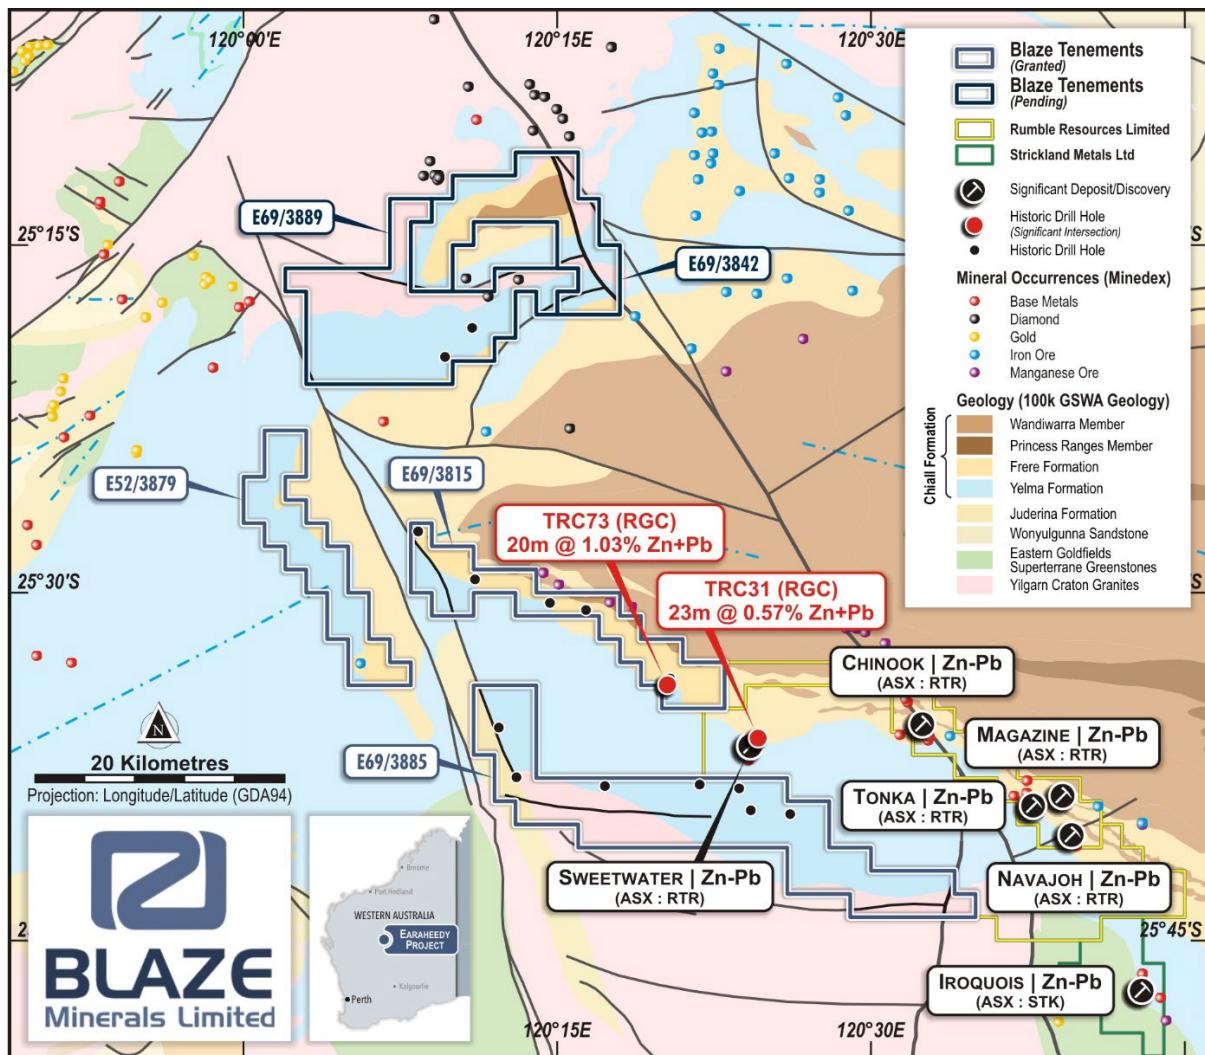 120°00'E
120°15'E
120°30'E
Blaze Tenements
(Granted)
Blaze Tenements
(Pending)
Rumble Resources Limited
Strickland Metals Ltd
Significant Deposit/Discovery
Historic Drill Hole
(Significant Intersection)
Historic Drill Hole
Mineral Occurrences (Minedex)
Base Metals
Diamond
Gold
Iron Ore
Manganese Ore
Geology (100k GSWA Geology)
Chiall Formation
Wandiwarra Member
Princess Ranges Member
Frere Formation
Yelma Formation
Juderina Formation
Wonyulgunna Sandstone
Eastern Goldfields
Superterrane Greenstones
Yilgarn Craton Granites
25°15'S
25°15'S
E69/3889
E69/3842
E52/3879
E69/3815
TRC73 (RGC)
20m @ 1.03% Zn+Pb
25°30'S
TRC31 (RGC)
23m @ 0.57% Zn+Pb
CHINOOK | Zn-Pb
(ASX : RTR)
MAGAZINE | Zn-Pb
(ASX : RTR)
N
20 Kilometres
Projection: Longitude/Latitude (GDA94)
E69/3885
TONKA | Zn-Pb
(ASX : RTR)
SWEETWATER | Zn-Pb
(ASX : RTR)
NAVAJOH | Zn-Pb
(ASX : RTR)
25°45'S
IROQUOIS | Zn-Pb
(ASX : STK)
BLAZE
Minerals Limited
Broome
Port Hedland
WESTERN AUSTRALIA
EARAHEEDY
PROJECT
Kalgoorlie
Perth
120°15'E
120°30'E